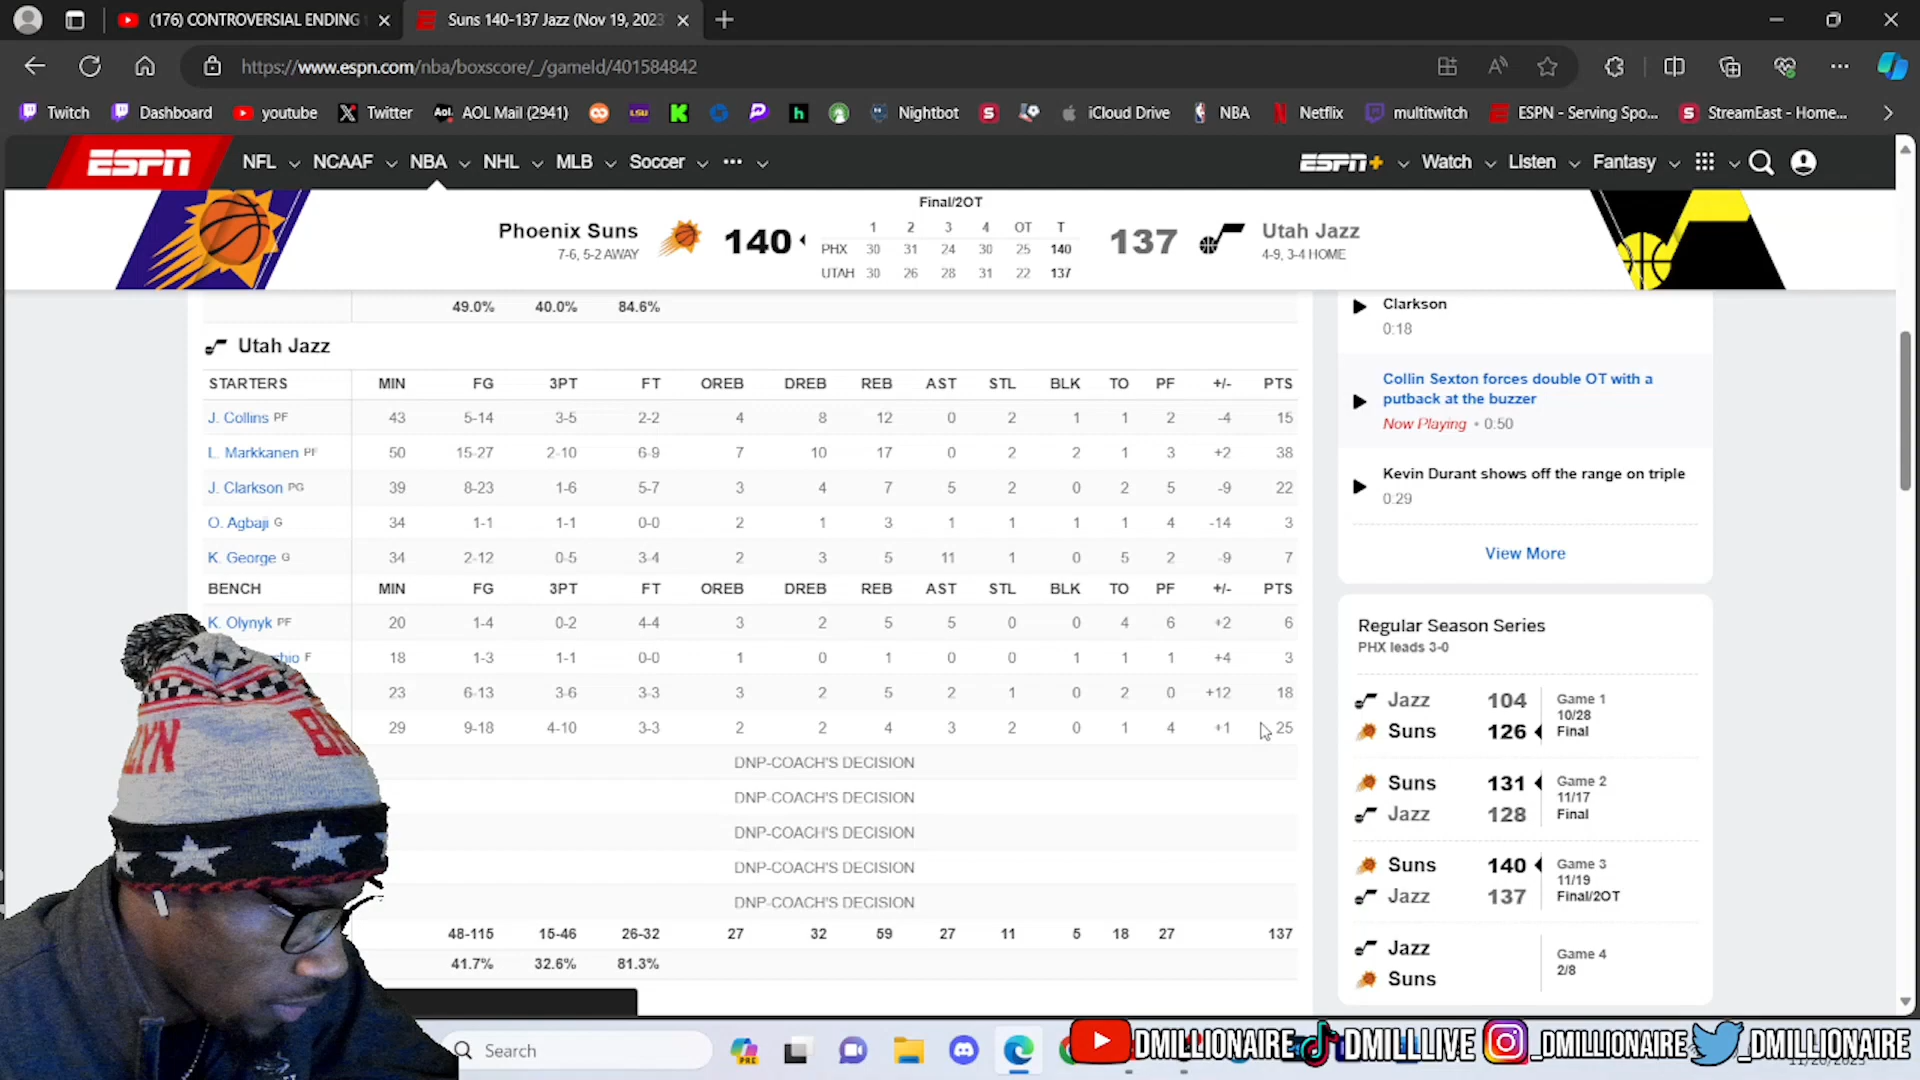 (176) CONTROVERSIAL ENDING
Suns 140-137 Jazz (Nov 19, 2023
https://www.espn.com/nba/boxscore/_/gameId/401584842
Twitch Dashboard youtube Twitter AOL Mail (2941) LSU Nightbot iCloud Drive NBA Netflix multitwitch ESPN - Serving Spo... StreamEast - Home...
ESPN NFL NCAAF NBA NHL MLB Soccer ... ESPN+ Watch Listen Fantasy
Final/2OT
Phoenix Suns
7-6, 5-2 AWAY
140
1 2 3 4 OT T
PHX 30 31 24 30 25 140
UTAH 30 26 28 31 22 137
137
Utah Jazz
4-9, 3-4 HOME
49.0% 40.0% 84.6%
Utah Jazz
STARTERS MIN FG 3PT FT OREB DREB REB AST STL BLK TO PF +/- PTS
J. Collins PF 43 5-14 3-5 2-2 4 8 12 0 2 1 1 2 -4 15
L. Markkanen PF 50 15-27 2-10 6-9 7 10 17 0 2 2 1 3 +2 38
J. Clarkson PG 39 8-23 1-6 5-7 3 4 7 5 2 0 2 5 -9 22
O. Agbaji G 34 1-1 1-1 0-0 2 1 3 1 1 1 1 4 -14 3
K. George G 34 2-12 0-5 3-4 2 3 5 11 1 0 5 2 -9 7
BENCH MIN FG 3PT FT OREB DREB REB AST STL BLK TO PF +/- PTS
K. Olynyk PF 20 1-4 0-2 4-4 3 2 5 5 0 0 4 6 +2 6
F 18 1-3 1-1 0-0 1 0 1 0 0 1 1 1 +4 3
23 6-13 3-6 3-3 3 2 5 2 1 0 2 0 +12 18
29 9-18 4-10 3-3 2 2 4 3 2 0 1 4 +1 25
DNP-COACH'S DECISION
DNP-COACH'S DECISION
DNP-COACH'S DECISION
DNP-COACH'S DECISION
DNP-COACH'S DECISION
48-115 15-46 26-32 27 32 59 27 11 5 18 27 137
41.7% 32.6% 81.3%
Clarkson
0:18
Collin Sexton forces double OT with a
putback at the buzzer
Now Playing • 0:50
Kevin Durant shows off the range on triple
0:29
View More
Regular Season Series
PHX leads 3-0
Jazz 104 Game 1
10/28
Suns 126 Final
Suns 131 Game 2
11/17
Jazz 128 Final
Suns 140 Game 3
11/19
Jazz 137 Final/2OT
Jazz Game 4
Suns 2/8
Search
DMILLIONAIRE DMILLLIVE _DMILLIONAIRE _DMILLIONAIRE